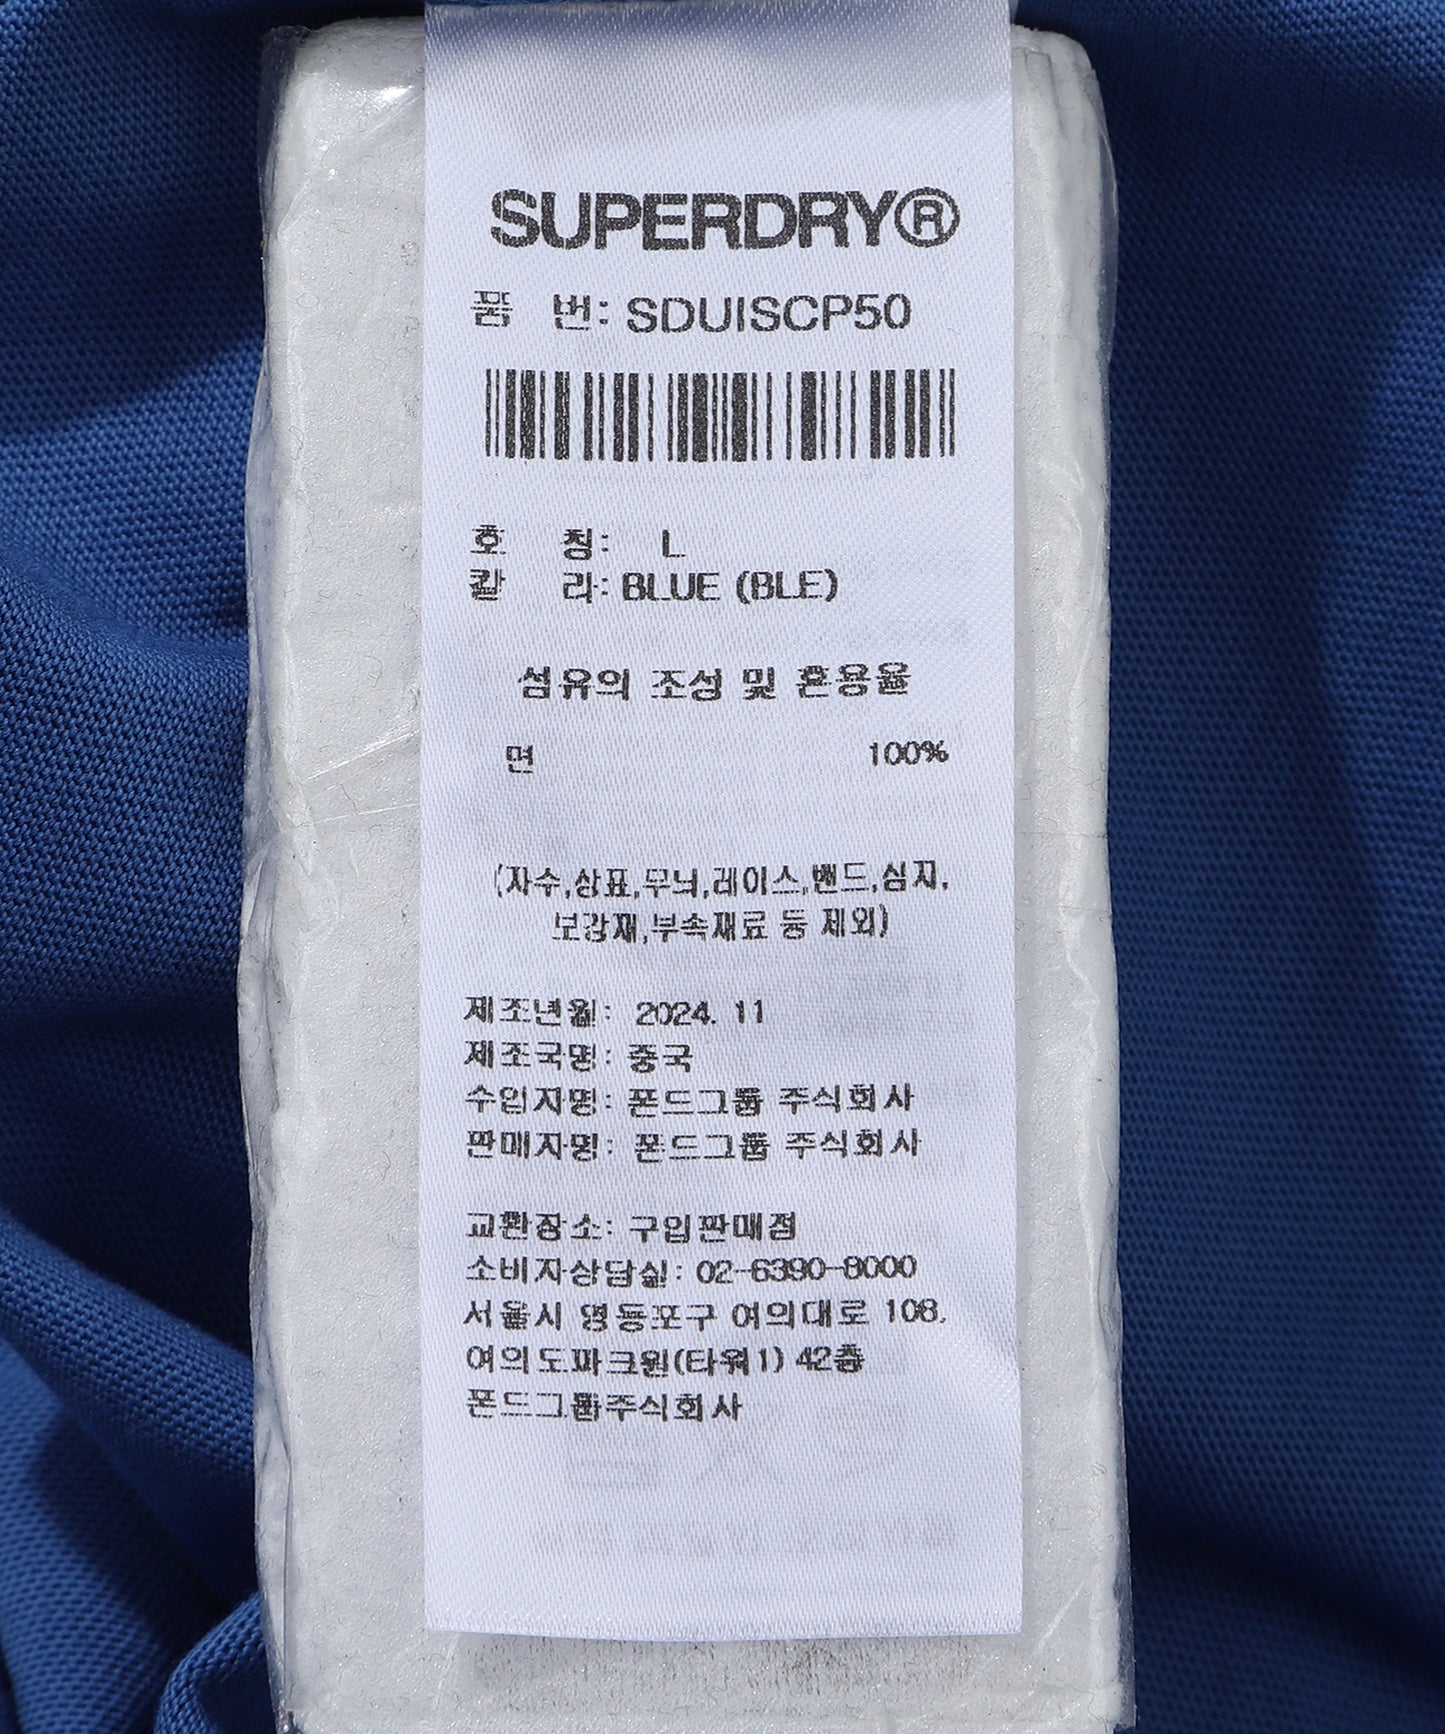 SUPERDRY®
품 번: SDUISCP50
호 칭: L
칼 라: BLUE (BLE)
섬유의 조성 및 혼용율
면 100%
(자수,상표,무늬,레이스,밴드,심지,
보강재,부속재료 등 제외)
제조년월: 2024. 11
제조국명: 중국
수입자명: 폰드그룹 주식회사
판매자명: 폰드그룹 주식회사
교환장소: 구입판매점
소비자상담실: 02-6390-8000
서울시 영등포구 여의대로 108,
여의도파크원(타워1) 42층
폰드그룹주식회사